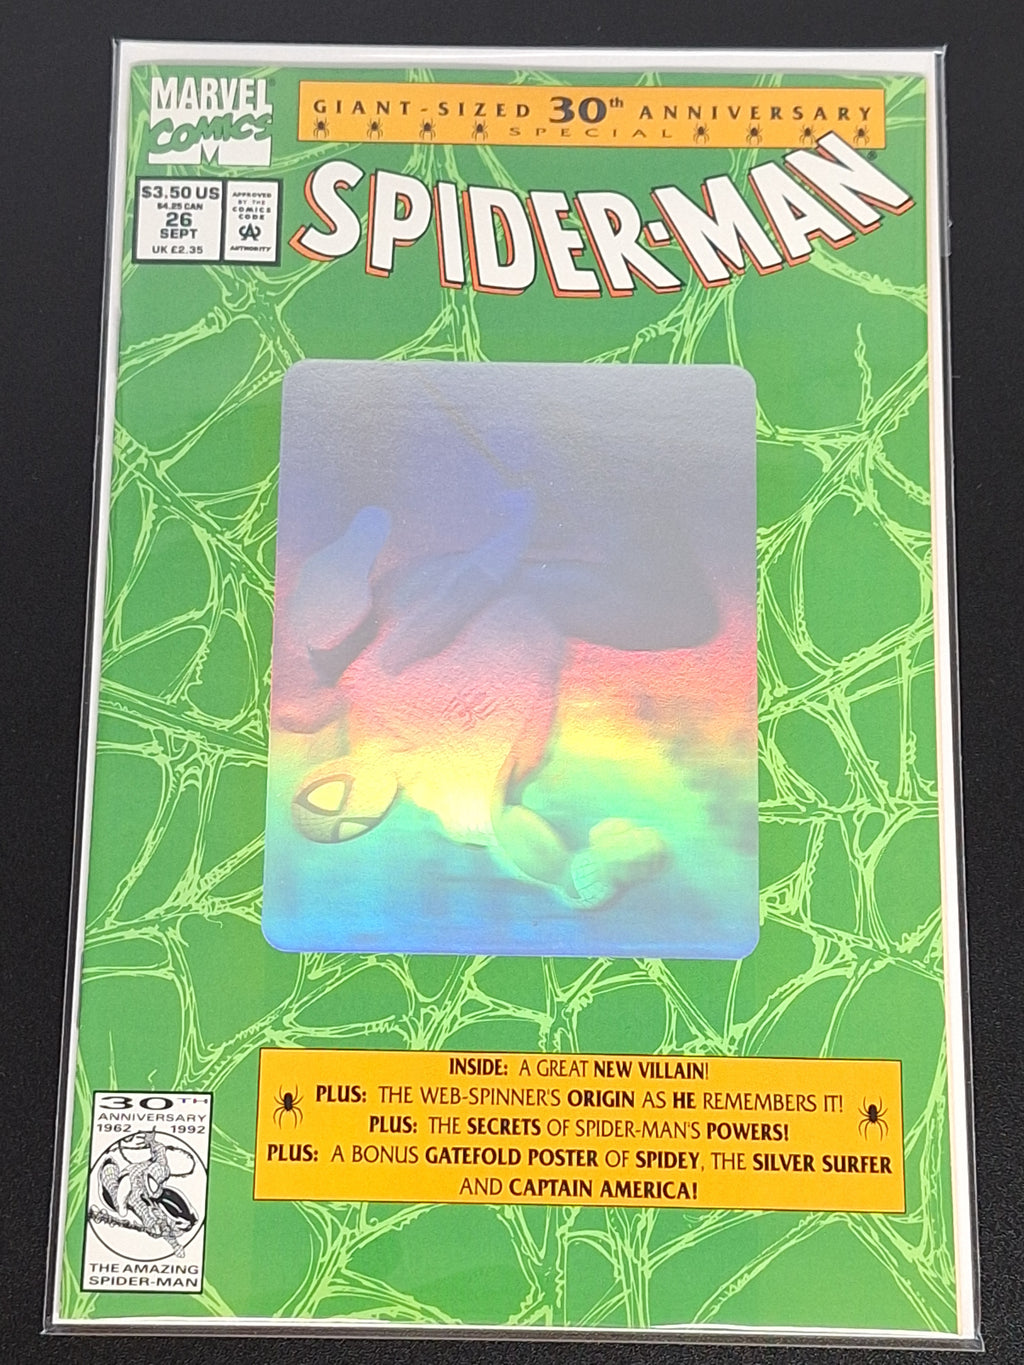 MARVEL
COMICS
GIANT-SIZED 30th ANNIVERSARY
SPECIAL
SPIDER-MAN®
$3.50 US
$4.25 CAN
26
SEPT
UK £2.35
APPROVED
BY THE
COMICS
CODE
CA
AUTHORITY
INSIDE: A GREAT NEW VILLAIN!
PLUS: THE WEB-SPINNER'S ORIGIN AS HE REMEMBERS IT!
PLUS: THE SECRETS OF SPIDER-MAN'S POWERS!
PLUS: A BONUS GATEFOLD POSTER OF SPIDEY, THE SILVER SURFER
AND CAPTAIN AMERICA!
30TH
ANNIVERSARY
1962 1992
THE AMAZING
SPIDER-MAN